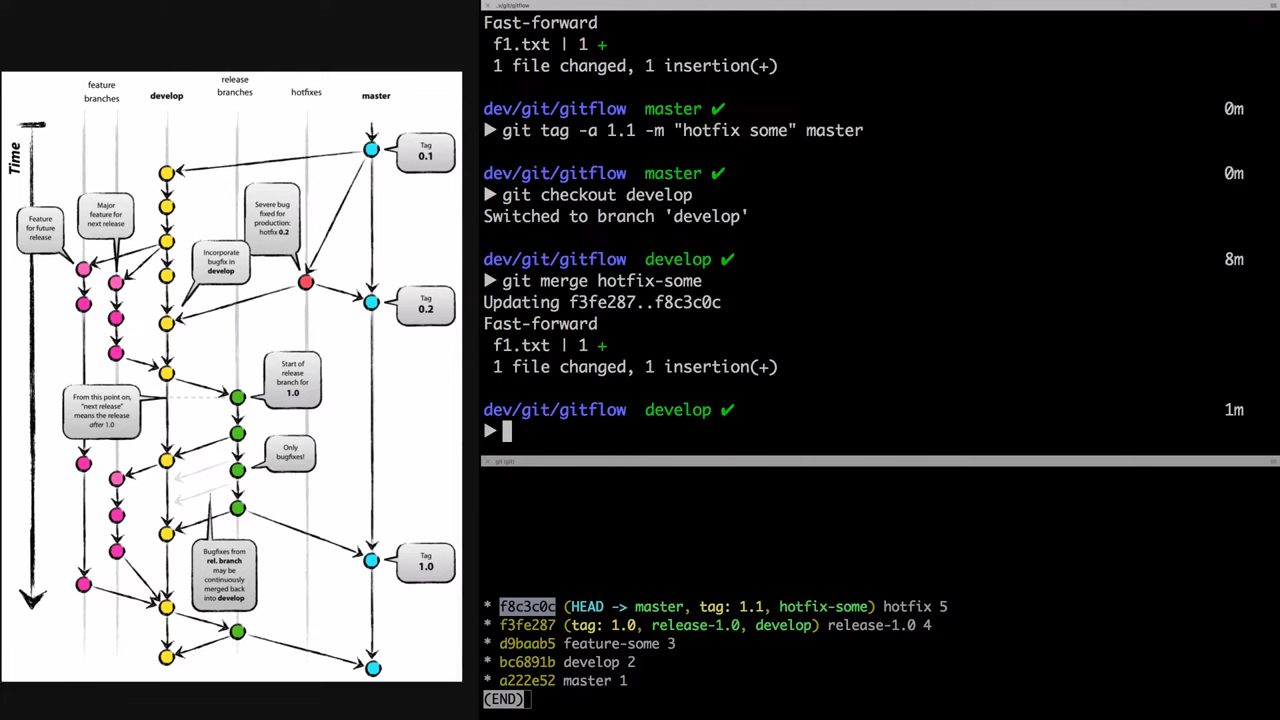 feature
branches
develop
release
branches
hotfixes
master
Time
Tag
0.1
Feature
for future
release
Major
feature for
next release
Severe bug
fixed for
production:
hotfix 0.2
Incorporate
bugfix in
develop
Tag
0.2
Start of
release
branch for
1.0
From this point on,
"next release"
means the release
after 1.0
Only
bugfixes!
Bugfixes from
rel. branch
may be
continuously
merged back
into develop
Tag
1.0
../git/gitflow
Fast-forward
f1.txt | 1 +
1 file changed, 1 insertion(+)
dev/git/gitflow master ✔ 0m
▶ git tag -a 1.1 -m "hotfix some" master
dev/git/gitflow master ✔ 0m
▶ git checkout develop
Switched to branch 'develop'
dev/git/gitflow develop ✔ 8m
▶ git merge hotfix-some
Updating f3fe287..f8c3c0c
Fast-forward
f1.txt | 1 +
1 file changed, 1 insertion(+)
dev/git/gitflow develop ✔ 1m
▶
git (git)
* f8c3c0c (HEAD -> master, tag: 1.1, hotfix-some) hotfix 5
* f3fe287 (tag: 1.0, release-1.0, develop) release-1.0 4
* d9baab5 feature-some 3
* bc6891b develop 2
* a222e52 master 1
(END)